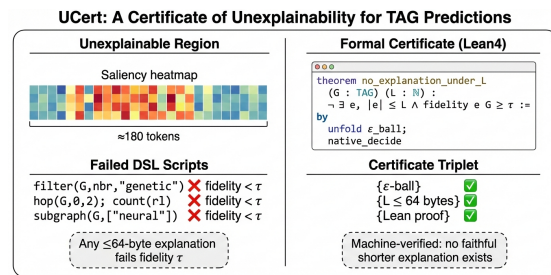 UCert: A Certificate of Unexplainability for TAG Predictions
Unexplainable Region
Saliency heatmap
≈180 tokens
Failed DSL Scripts
filter(G,nbr,"genetic") ❌ fidelity < τ
hop(G,0,2); count(rl) ❌ fidelity < τ
subgraph(G,["neural"]) ❌ fidelity < τ
Any ≤64-byte explanation
fails fidelity τ
Formal Certificate (Lean4)
theorem no_explanation_under_L
(G : TAG) (L : ℕ) :
¬ ∃ e, |e| ≤ L ∧ fidelity e G ≥ τ :=
by
unfold ε_ball;
native_decide
Certificate Triplet
{ε-ball} ✅
{L ≤ 64 bytes} ✅
{Lean proof} ✅
Machine-verified: no faithful
shorter explanation exists